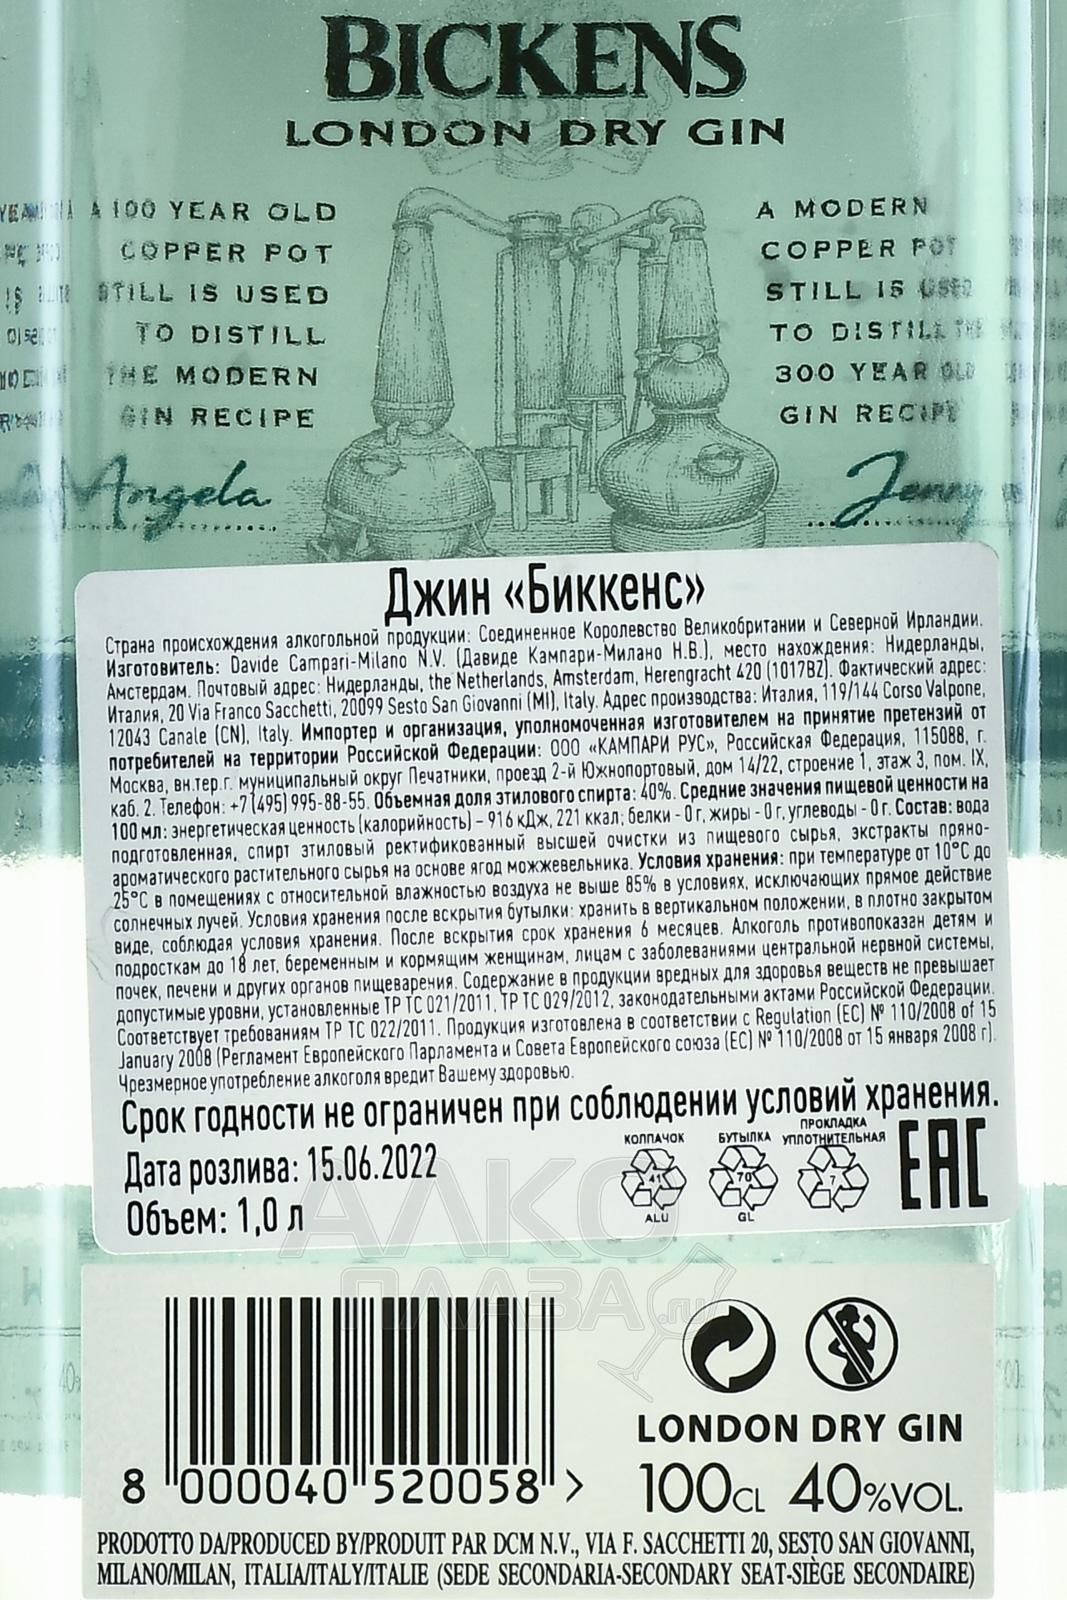 BICKENS
LONDON DRY GIN
A 100 YEAR OLD
COPPER POT
STILL IS USED
TO DISTILL
THE MODERN
GIN RECIPE
Angela
A MODERN
COPPER POT
STILL IS USED
TO DISTILL THE
300 YEAR OLD
GIN RECIPE
Jenny
Джин «Биккенс»
Страна происхождения алкогольной продукции: Соединенное Королевство Великобритании и Северной Ирландии.
Изготовитель: Davide Campari-Milano N.V. (Давиде Кампари-Милано Н.В.), место нахождения: Нидерланды,
Амстердам. Почтовый адрес: Нидерланды, the Netherlands, Amsterdam, Herengracht 420 (1017BZ). Фактический адрес:
Италия, 20 Via Franco Sacchetti, 20099 Sesto San Giovanni (MI), Italy. Адрес производства: Италия, 119/144 Corso Valpone,
12043 Canale (CN), Italy. Импортер и организация, уполномоченная изготовителем на принятие претензий от
потребителей на территории Российской Федерации: ООО «КАМПАРИ РУС», Российская Федерация, 115088, г.
Москва, вн.тер.г. муниципальный округ Печатники, проезд 2-й Южнопортовый, дом 14/22, строение 1, этаж 3, пом. IX,
каб. 2. Телефон: +7 (495) 995-88-55. Объемная доля этилового спирта: 40%. Средние значения пищевой ценности на
100 мл: энергетическая ценность (калорийность) – 916 кДж, 221 ккал; белки - 0 г, жиры - 0 г, углеводы - 0 г. Состав: вода
подготовленная, спирт этиловый ректификованный высшей очистки из пищевого сырья, экстракты пряно-
ароматического растительного сырья на основе ягод можжевельника. Условия хранения: при температуре от 10°С до
25°С в помещениях с относительной влажностью воздуха не выше 85% в условиях, исключающих прямое действие
солнечных лучей. Условия хранения после вскрытия бутылки: хранить в вертикальном положении, в плотно закрытом
виде, соблюдая условия хранения. После вскрытия срок хранения 6 месяцев. Алкоголь противопоказан детям и
подросткам до 18 лет, беременным и кормящим женщинам, лицам с заболеваниями центральной нервной системы,
почек, печени и других органов пищеварения. Содержание в продукции вредных для здоровья веществ не превышает
допустимые уровни, установленные ТР ТС 021/2011, ТР ТС 029/2012, законодательными актами Российской Федерации.
Соответствует требованиям ТР ТС 022/2011. Продукция изготовлена в соответствии с Regulation (EC) № 110/2008 of 15
January 2008 (Регламент Европейского Парламента и Совета Европейского союза (ЕС) № 110/2008 от 15 января 2008 г).
Чрезмерное употребление алкоголя вредит Вашему здоровью.
Срок годности не ограничен при соблюдении условий хранения.
Дата розлива: 15.06.2022
Объем: 1,0 л
КОЛПАЧОК
41
ALU
БУТЫЛКА
70
GL
ПРОКЛАДКА
УПЛОТНИТЕЛЬНАЯ
7
EAC
АЛКО
ПЛАЗА.ru
8 000040 520058 >
LONDON DRY GIN
100CL 40%VOL.
PRODOTTO DA/PRODUCED BY/PRODUIT PAR DCM N.V., VIA F. SACCHETTI 20, SESTO SAN GIOVANNI,
MILANO/MILAN, ITALIA/ITALY/ITALIE (SEDE SECONDARIA-SECONDARY SEAT-SIÈGE SECONDAIRE)